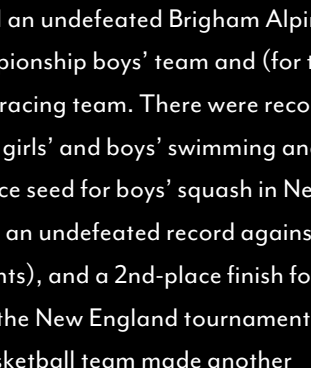 an undefeated Brigham Alpi
pionship boys’ team and (for t
racing team. There were reco
girls’ and boys’ swimming an
ce seed for boys’ squash in Ne
an undefeated record agains
nts), and a 2nd-place finish fo
the New England tournament
sketball team made another